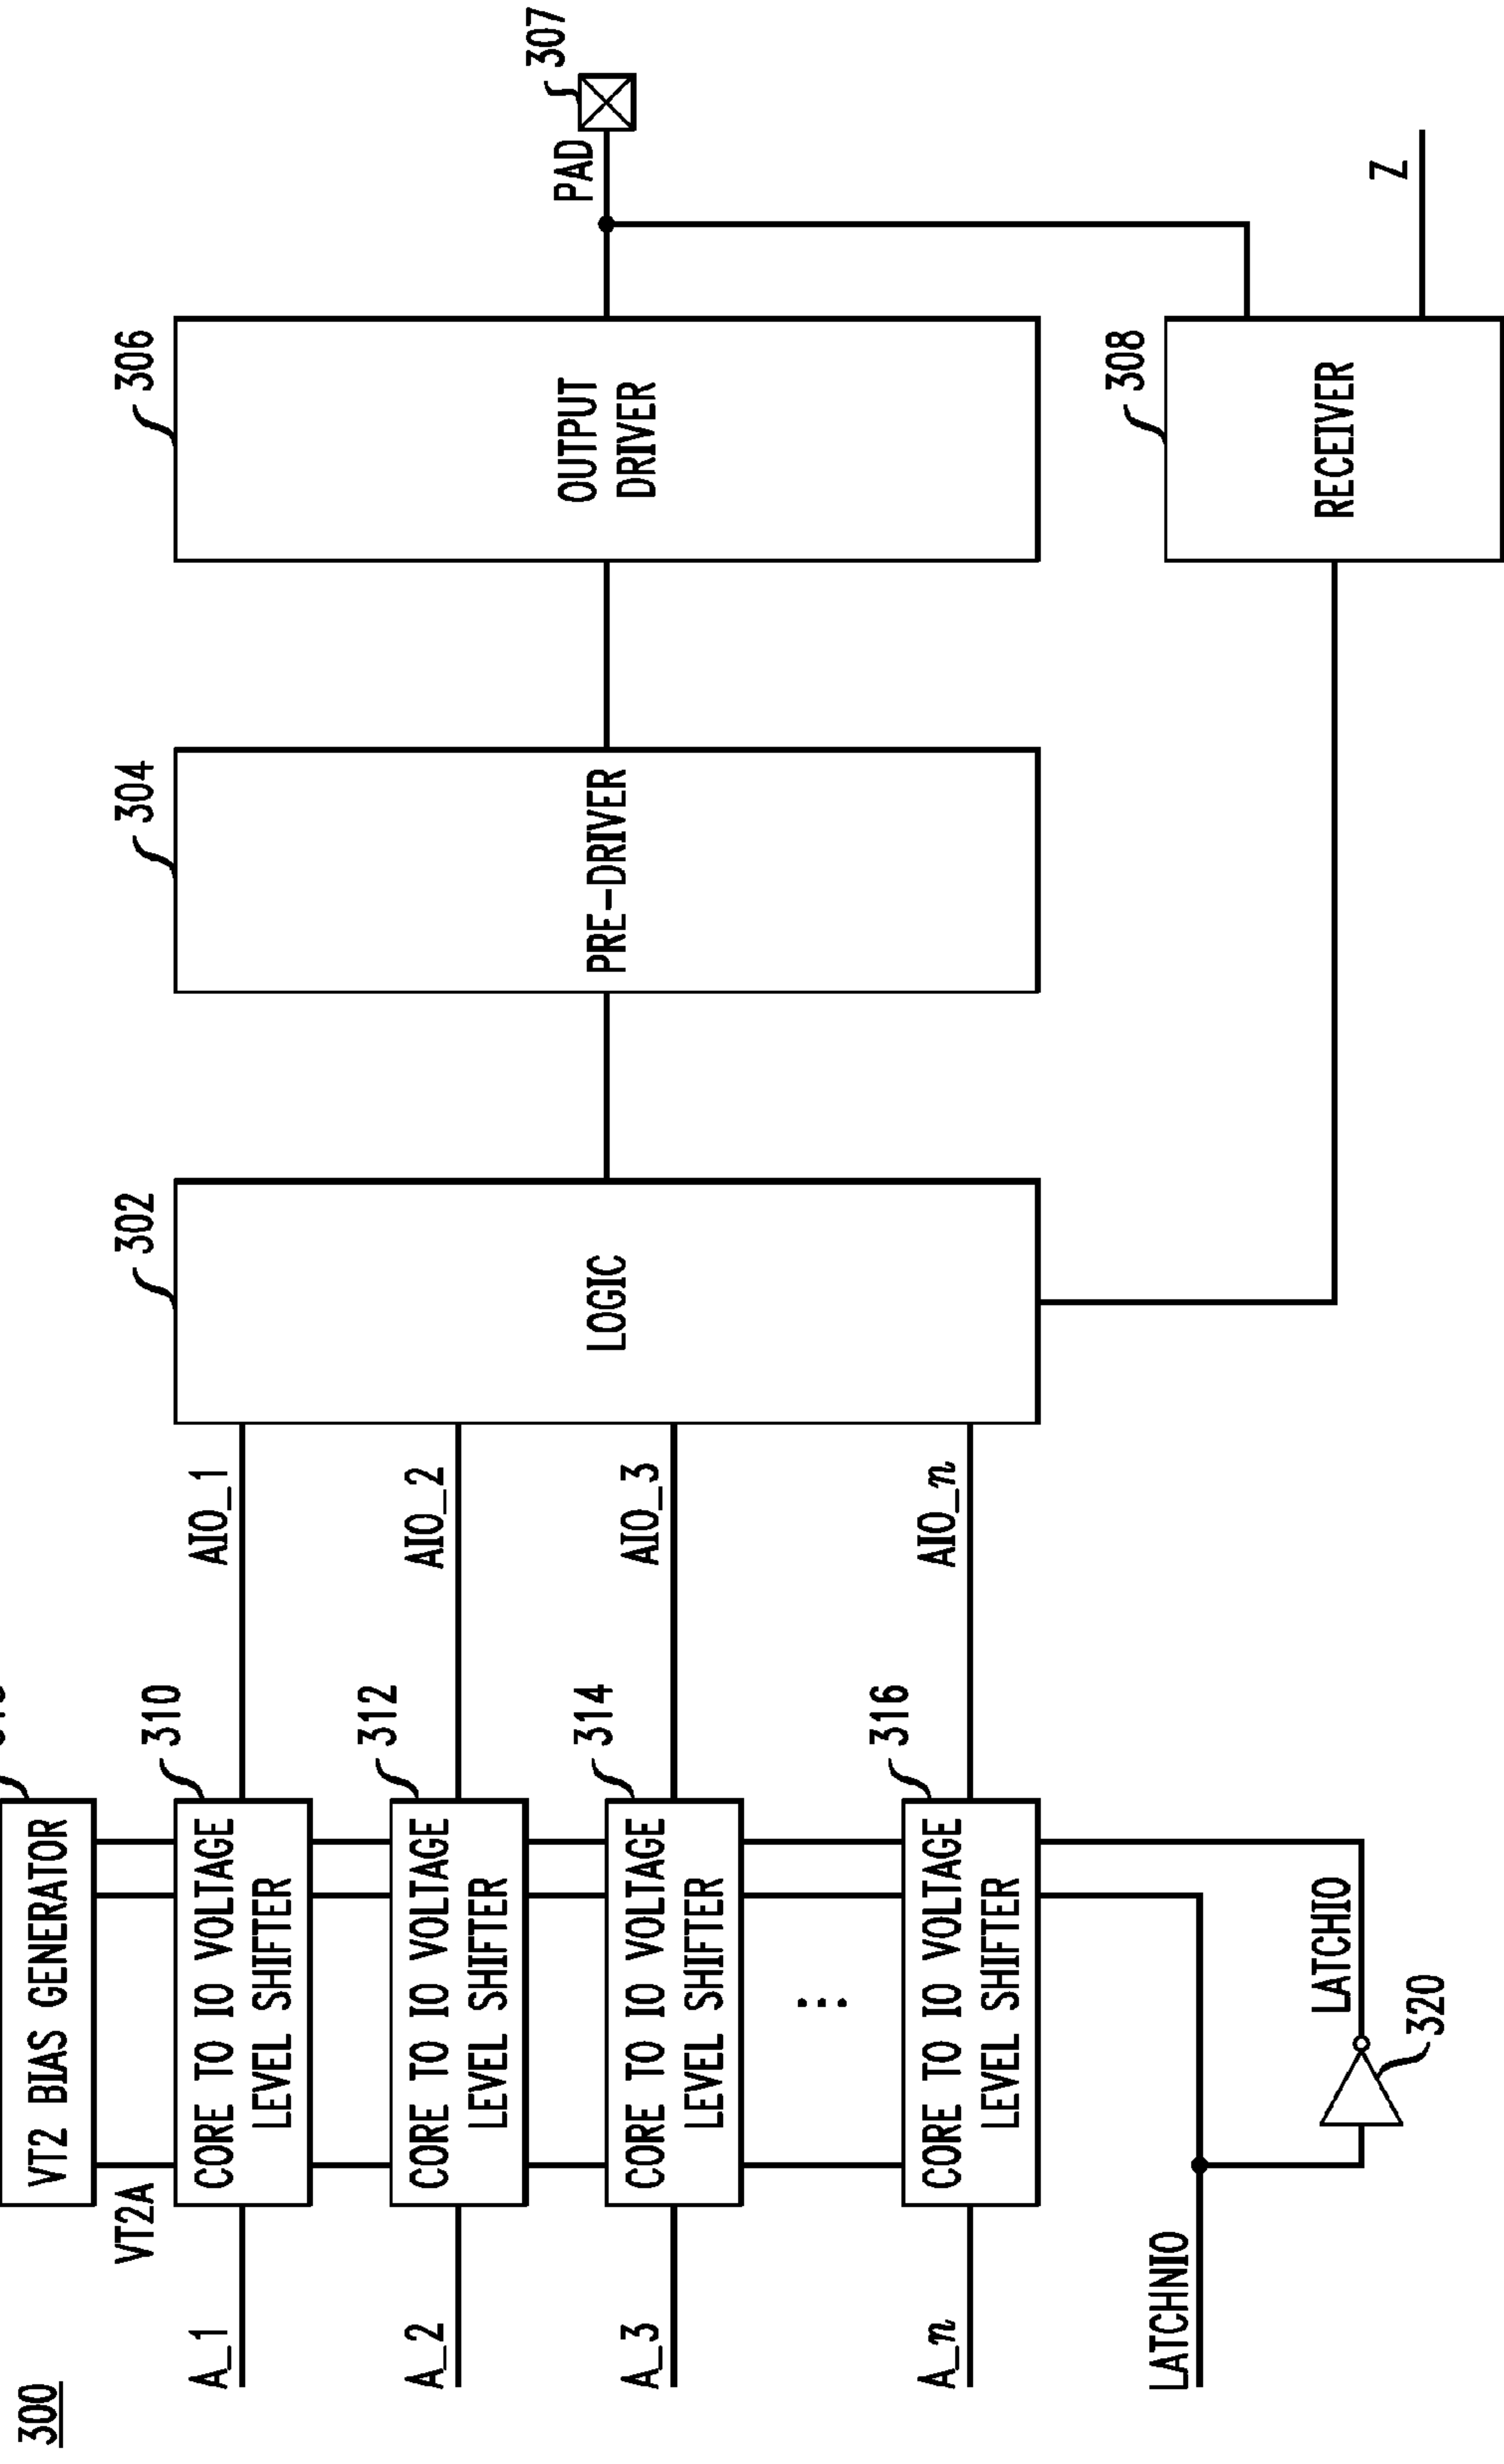 300
VT2 BIAS GENERATOR
VT2A
A_1
310
CORE TO IO VOLTAGE
LEVEL SHIFTER
AIO_1
A_2
312
CORE TO IO VOLTAGE
LEVEL SHIFTER
AIO_2
A_3
314
CORE TO IO VOLTAGE
LEVEL SHIFTER
AIO_3
A_n
316
CORE TO IO VOLTAGE
LEVEL SHIFTER
AIO_n
LATCHNIO
LATCHIO
320
302
LOGIC
304
PRE-DRIVER
306
OUTPUT
DRIVER
PAD
307
308
RECEIVER
Z